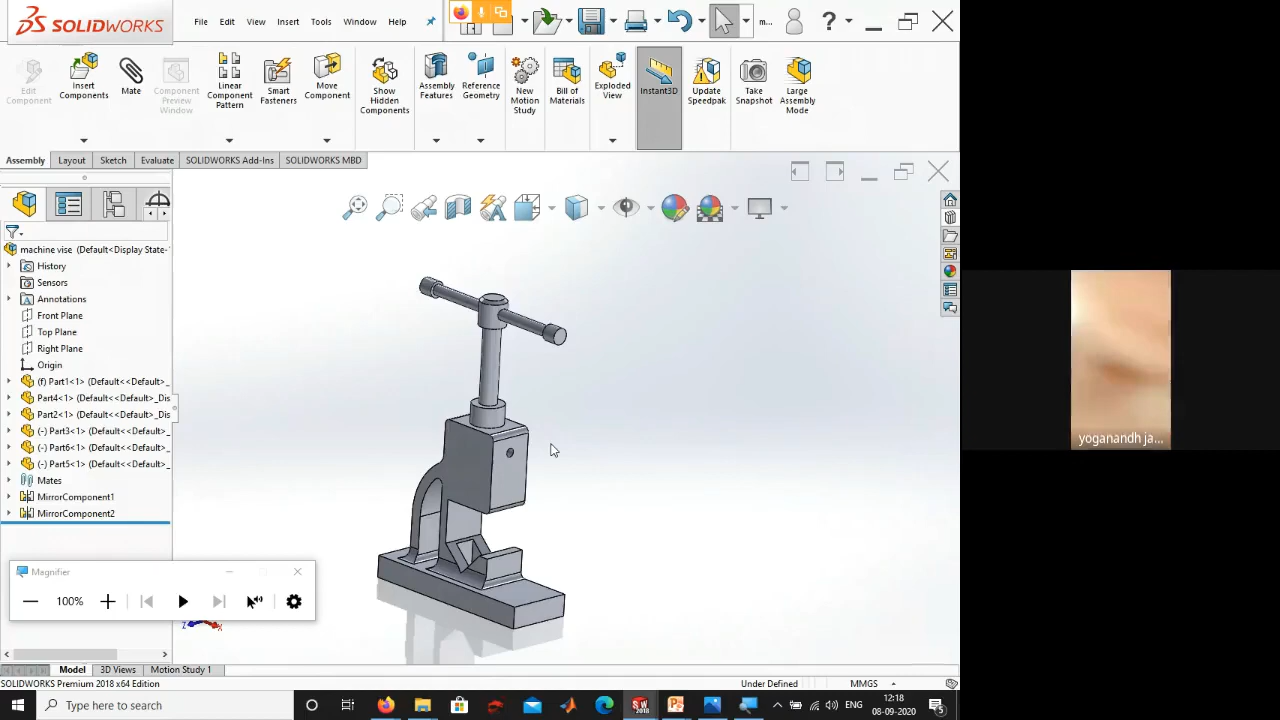 SOLIDWORKS
File Edit View Insert Tools Window Help
m...
?
Edit Component
Insert Components
Mate
Component Preview Window
Linear Component Pattern
Smart Fasteners
Move Component
Show Hidden Components
Assembly Features
Reference Geometry
New Motion Study
Bill of Materials
Exploded View
Instant3D
Update Speedpak
Take Snapshot
Large Assembly Mode
Assembly Layout Sketch Evaluate SOLIDWORKS Add-Ins SOLIDWORKS MBD
machine vise (Default<Display State-
History
Sensors
Annotations
Front Plane
Top Plane
Right Plane
Origin
(f) Part1<1> (Default<<Default>_
Part4<1> (Default<<Default>_Dis
Part2<1> (Default<<Default>_Dis
(-) Part3<1> (Default<<Default>_
(-) Part6<1> (Default<<Default>_
(-) Part5<1> (Default<<Default>_
Mates
MirrorComponent1
MirrorComponent2
Magnifier
100%
Z X
Model 3D Views Motion Study 1
SOLIDWORKS Premium 2018 x64 Edition
Under Defined MMGS
Type here to search
SW 2018
ENG
12:18
08-09-2020
yoganandh ja...